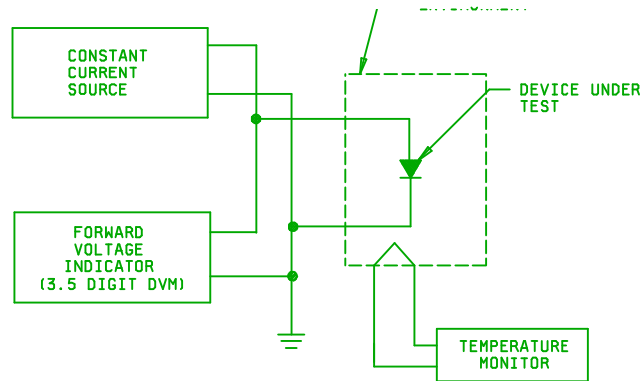 CONSTANT
CURRENT
SOURCE
DEVICE UNDER
TEST
FORWARD
VOLTAGE
INDICATOR
(3.5 DIGIT DVM)
TEMPERATURE
MONITOR